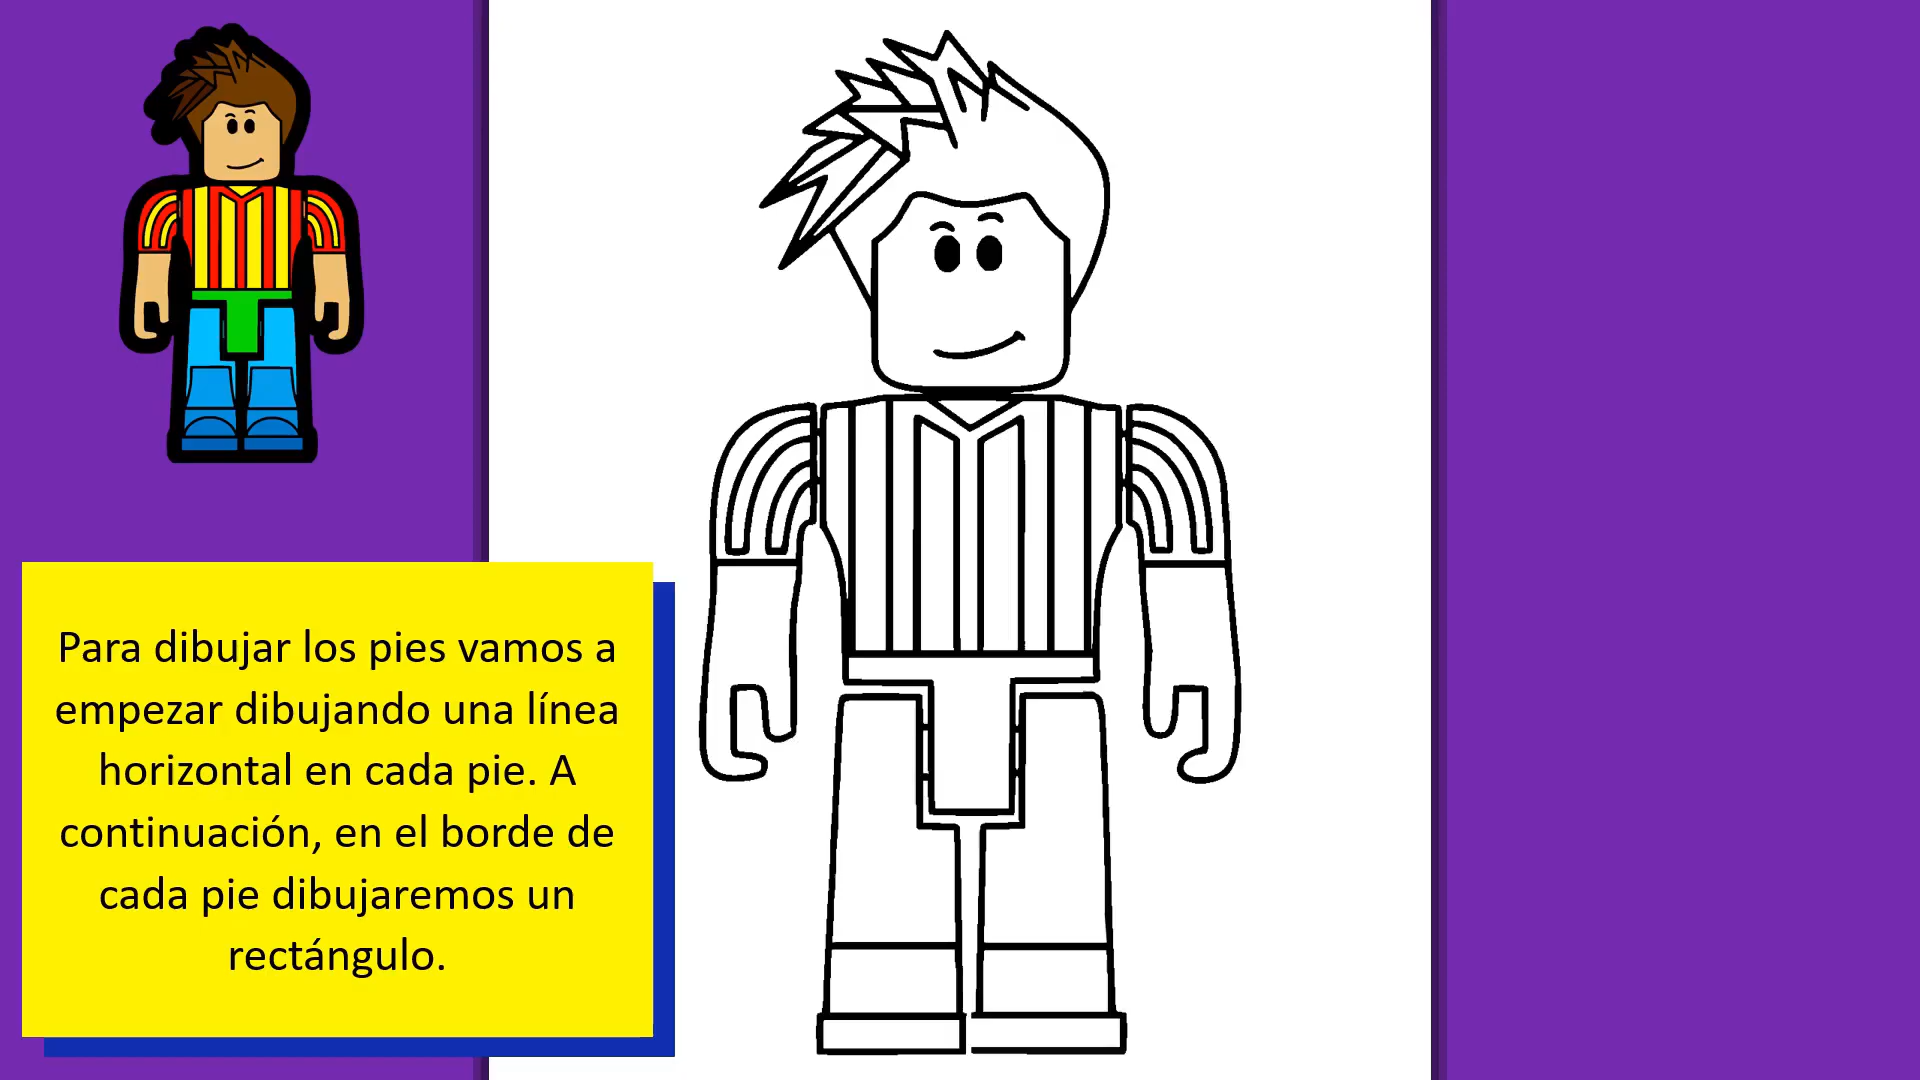 Para dibujar los pies vamos a
empezar dibujando una línea
horizontal en cada pie. A
continuación, en el borde de
cada pie dibujaremos un
rectángulo.